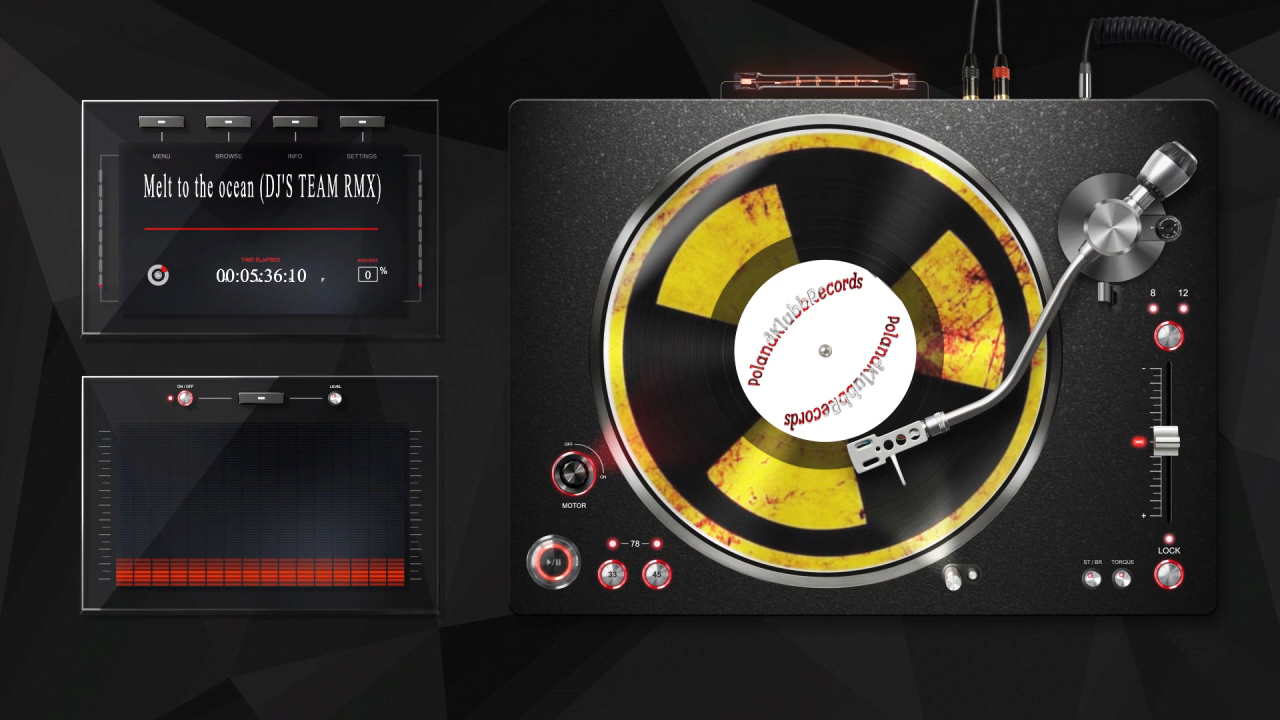 MENU
BROWSE
INFO
SETTINGS
Melt to the ocean (DJ'S TEAM RMX)
TIME ELAPSED
00:05:36:10
0 %
ON / OFF
LEVEL
PolandKlubbRecords
PolandKlubbRecords
OFF
ON
MOTOR
78
33
45
8
12
-
+
LOCK
ST / BR
TORQUE